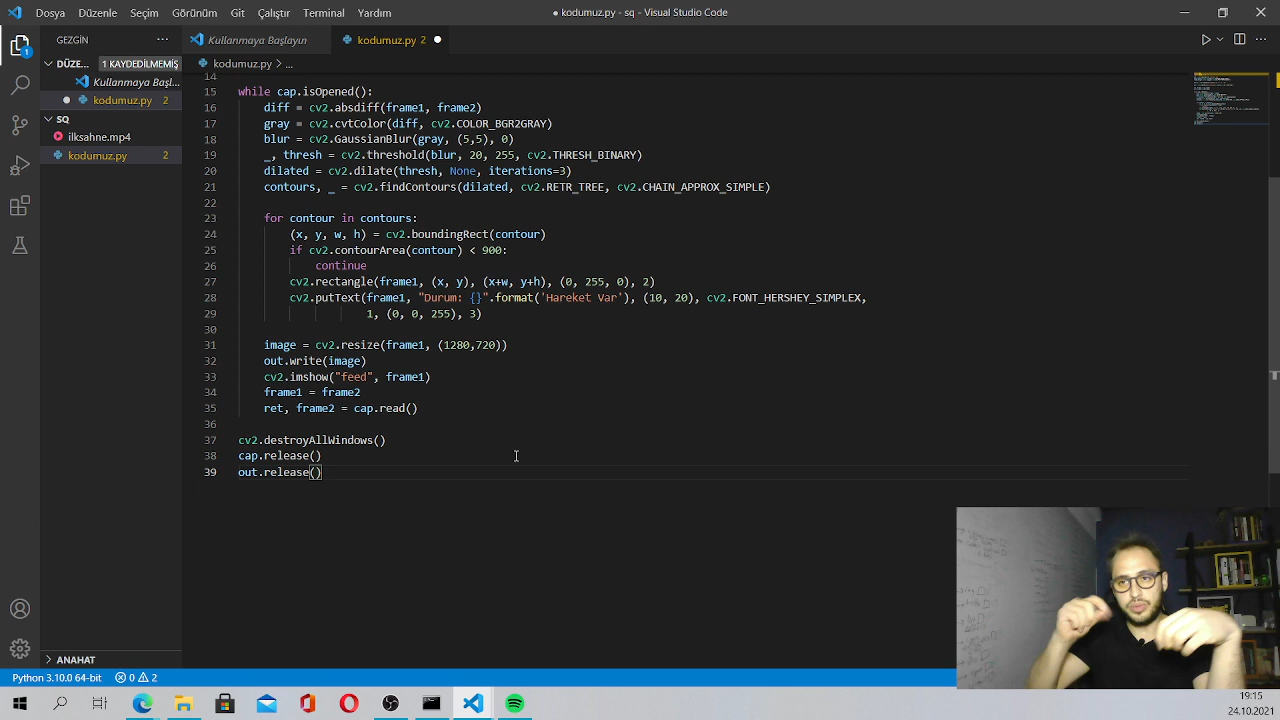 Dosya Düzenle Seçim Görünüm Git Çalıştır Terminal Yardım
● kodumuz.py - sq - Visual Studio Code
GEZGİN ...
Kullanmaya Başlayın
kodumuz.py 2
DÜZE... 1 KAYDEDİLMEMİŞ
Kullanmaya Başl...
kodumuz.py 2
SQ
ilksahne.mp4
kodumuz.py 2
kodumuz.py > ...
14
15 while cap.isOpened():
16 diff = cv2.absdiff(frame1, frame2)
17 gray = cv2.cvtColor(diff, cv2.COLOR_BGR2GRAY)
18 blur = cv2.GaussianBlur(gray, (5,5), 0)
19 _, thresh = cv2.threshold(blur, 20, 255, cv2.THRESH_BINARY)
20 dilated = cv2.dilate(thresh, None, iterations=3)
21 contours, _ = cv2.findContours(dilated, cv2.RETR_TREE, cv2.CHAIN_APPROX_SIMPLE)
22
23 for contour in contours:
24 (x, y, w, h) = cv2.boundingRect(contour)
25 if cv2.contourArea(contour) < 900:
26 continue
27 cv2.rectangle(frame1, (x, y), (x+w, y+h), (0, 255, 0), 2)
28 cv2.putText(frame1, "Durum: {}".format('Hareket Var'), (10, 20), cv2.FONT_HERSHEY_SIMPLEX,
29 1, (0, 0, 255), 3)
30
31 image = cv2.resize(frame1, (1280,720))
32 out.write(image)
33 cv2.imshow("feed", frame1)
34 frame1 = frame2
35 ret, frame2 = cap.read()
36
37 cv2.destroyAllWindows()
38 cap.release()
39 out.release()
ANAHAT
Python 3.10.0 64-bit 0 2
19:15
24.10.2021